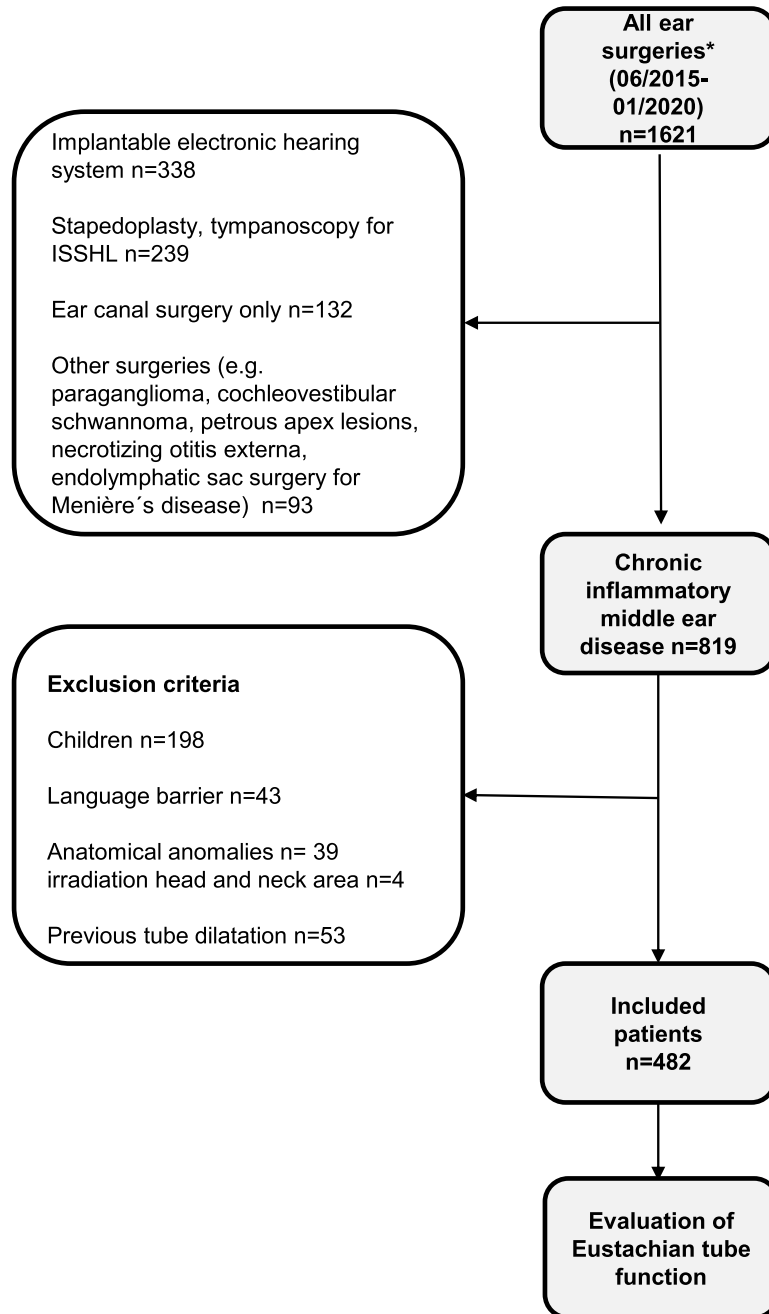 All ear
surgeries*
(06/2015-
01/2020)
n=1621
Implantable electronic hearing
system n=338
Stapedoplasty, tympanoscopy for
ISSHL n=239
Ear canal surgery only n=132
Other surgeries (e.g.
paraganglioma, cochleovestibular
schwannoma, petrous apex lesions,
necrotizing otitis externa,
endolymphatic sac surgery for
Menière´s disease)  n=93
Chronic
inflammatory
middle ear
disease n=819
Exclusion criteria
Children n=198
Language barrier n=43
Anatomical anomalies n= 39
irradiation head and neck area n=4
Previous tube dilatation n=53
Included
patients
n=482
Evaluation of
Eustachian tube
function